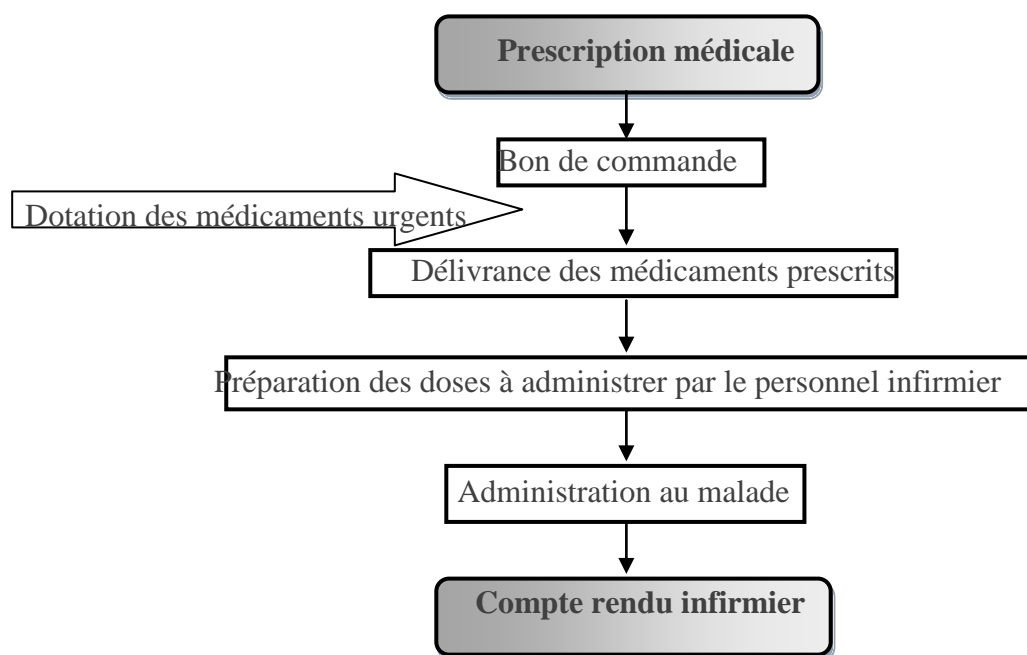 Prescription médicale
Bon de commande
Dotation des médicaments urgents
Délivrance des médicaments prescrits
Préparation des doses à administrer par le personnel infirmier
Administration au malade
Compte rendu infirmier